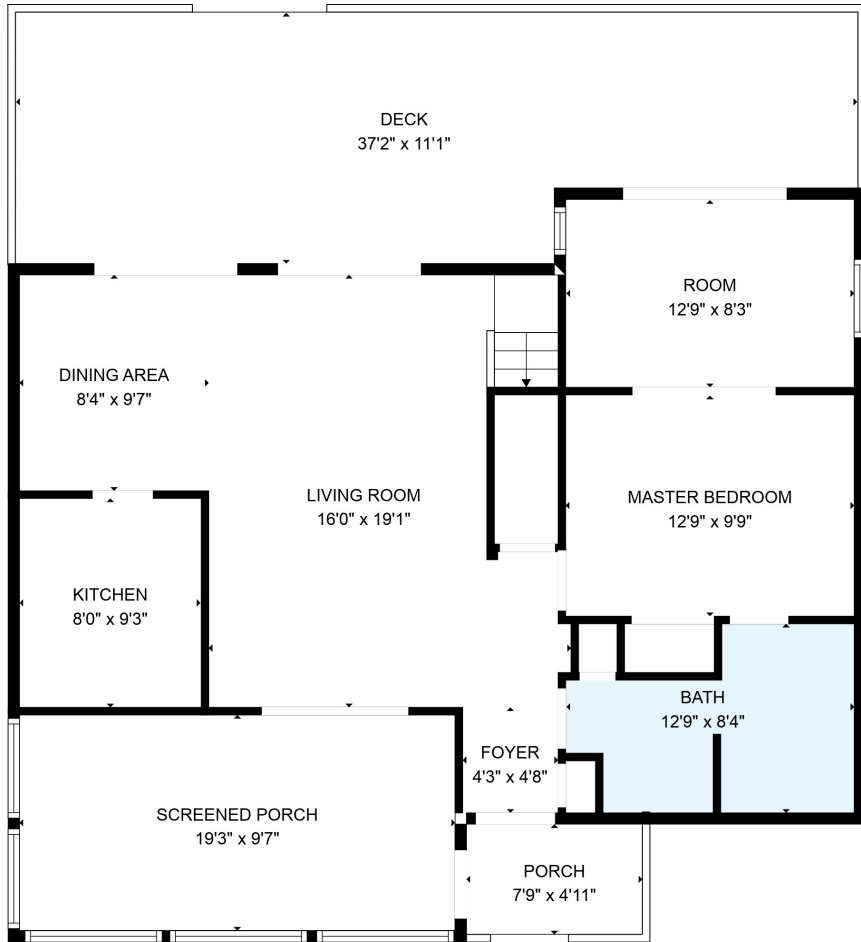 DECK
37'2" x 11'1"
ROOM
12'9" x 8'3"
DINING AREA
8'4" x 9'7"
LIVING ROOM
16'0" x 19'1"
MASTER BEDROOM
12'9" x 9'9"
KITCHEN
8'0" x 9'3"
BATH
12'9" x 8'4"
FOYER
4'3" x 4'8"
SCREENED PORCH
19'3" x 9'7"
PORCH
7'9" x 4'11"